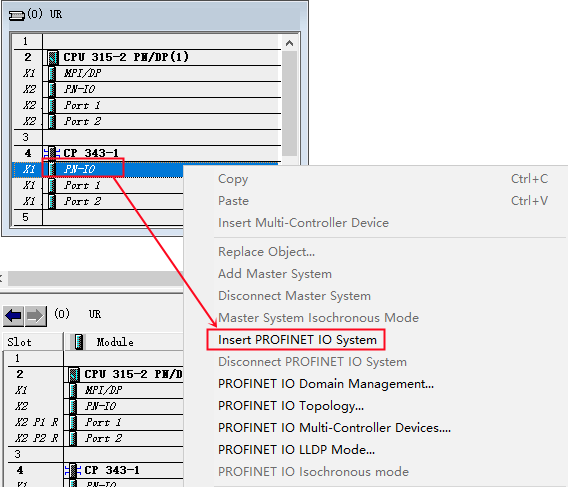 (0) UR
1
2 CPU 315-2 PN/DP(1)
X1 MPI/DP
X2 PN-IO
X2 Port 1
X2 Port 2
3
4 CP 343-1
X1 PN-IO
X1 Port 1
X1 Port 2
5
Copy Ctrl+C
Paste Ctrl+V
Insert Multi-Controller Device
Replace Object...
Add Master System
Disconnect Master System
Master System Isochronous Mode
Insert PROFINET IO System
Disconnect PROFINET IO System
PROFINET IO Domain Management...
PROFINET IO Topology...
PROFINET IO Multi-Controller Devices....
PROFINET IO LLDP Mode...
PROFINET IO Isochronous mode
(0) UR
Slot Module
1
2 CPU 315-2 PN/D
X1 MPI/DP
X2 PN-IO
X2 P1 R Port 1
X2 P2 R Port 2
3
4 CP 343-1
X1 PN-IO